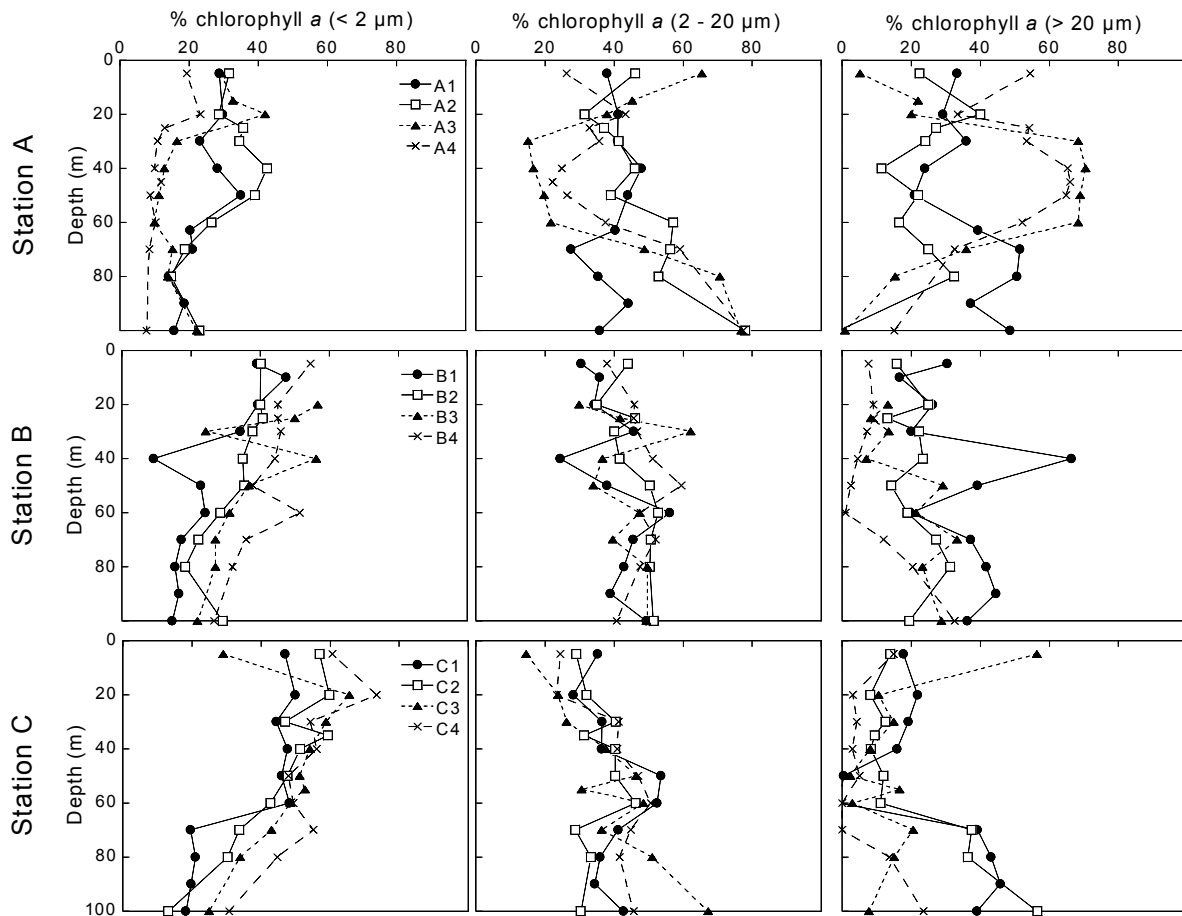 % chlorophyll a (< 2 µm) % chlorophyll a (2 - 20 µm) % chlorophyll a (> 20 µm)
0 20 40 60 80 0 20 40 60 80 0 20 40 60 80
Station A
Depth (m)
0
20
40
60
80
A1
A2
A3
A4
Station B
Depth (m)
0
20
40
60
80
B1
B2
B3
B4
Station C
Depth (m)
0
20
40
60
80
100
C1
C2
C3
C4